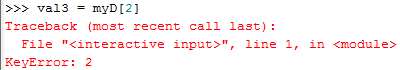 >>> val3 = myD[2]
Traceback (most recent call last):
  File "<interactive input>", line 1, in <module>
KeyError: 2